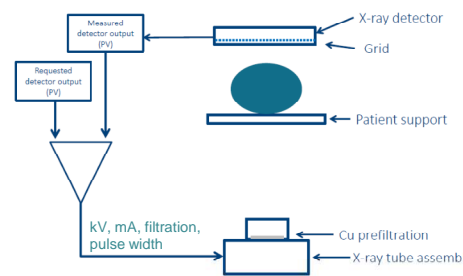 Measured
detector output
(PV)
X-ray detector
Grid
Requested
detector output
(PV)
Patient support
kV, mA, filtration,
pulse width
Cu prefiltration
X-ray tube assemb